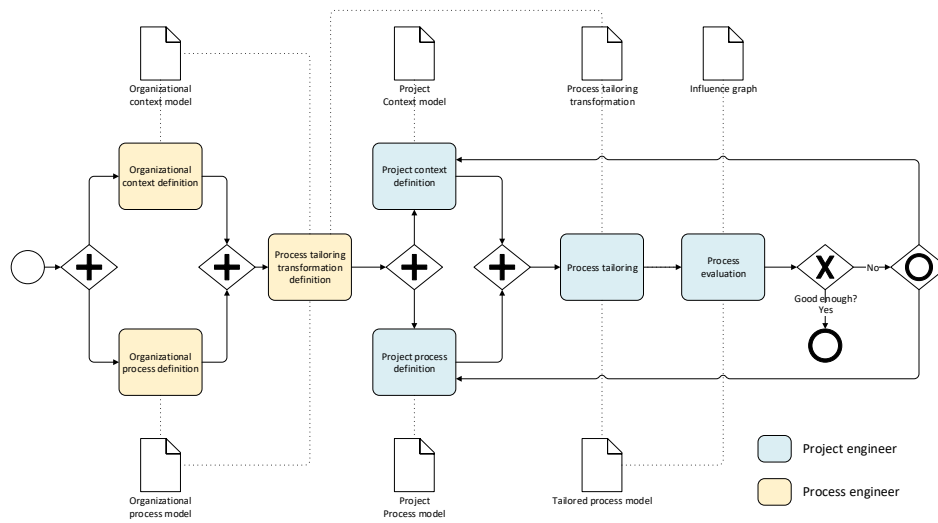 Organizational
context model
Project
Context model
Process tailoring
transformation
Influence graph
Organizational
context definition
Project context
definition
Process tailoring
transformation
definition
Process tailoring
Process
evaluation
X
No
Good enough?
Yes
Organizational
process definition
Project process
definition
Organizational
process model
Project
Process model
Tailored process model
Project engineer
Process engineer